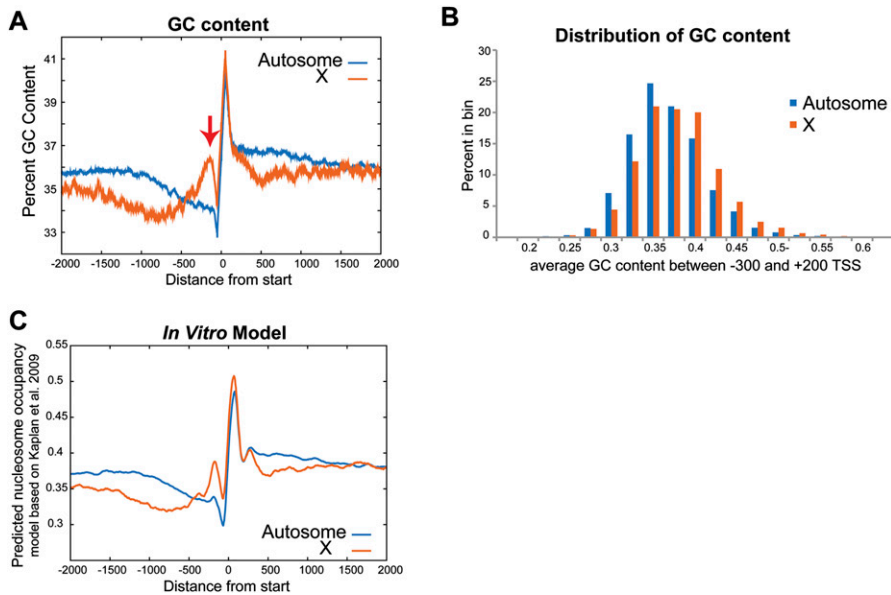 A
GC content
Percent GC Content
41
39
37
35
33
Autosome
X
-2000 -1500 -1000 -500 0 500 1000 1500 2000
Distance from start
B
Distribution of GC content
Percent in bin
30
25
20
15
10
5
0
Autosome
X
0.2 0.25 0.3 0.35 0.4 0.45 0.5- 0.55 0.6
average GC content between -300 and +200 TSS
C
In Vitro Model
Predicted nucleosome occupancy
model based on Kaplan et al. 2009
0.55
0.5
0.4
0.3
Autosome
X
-2000 -1500 -1000 -500 0 500 1000 1500 2000
Distance from start